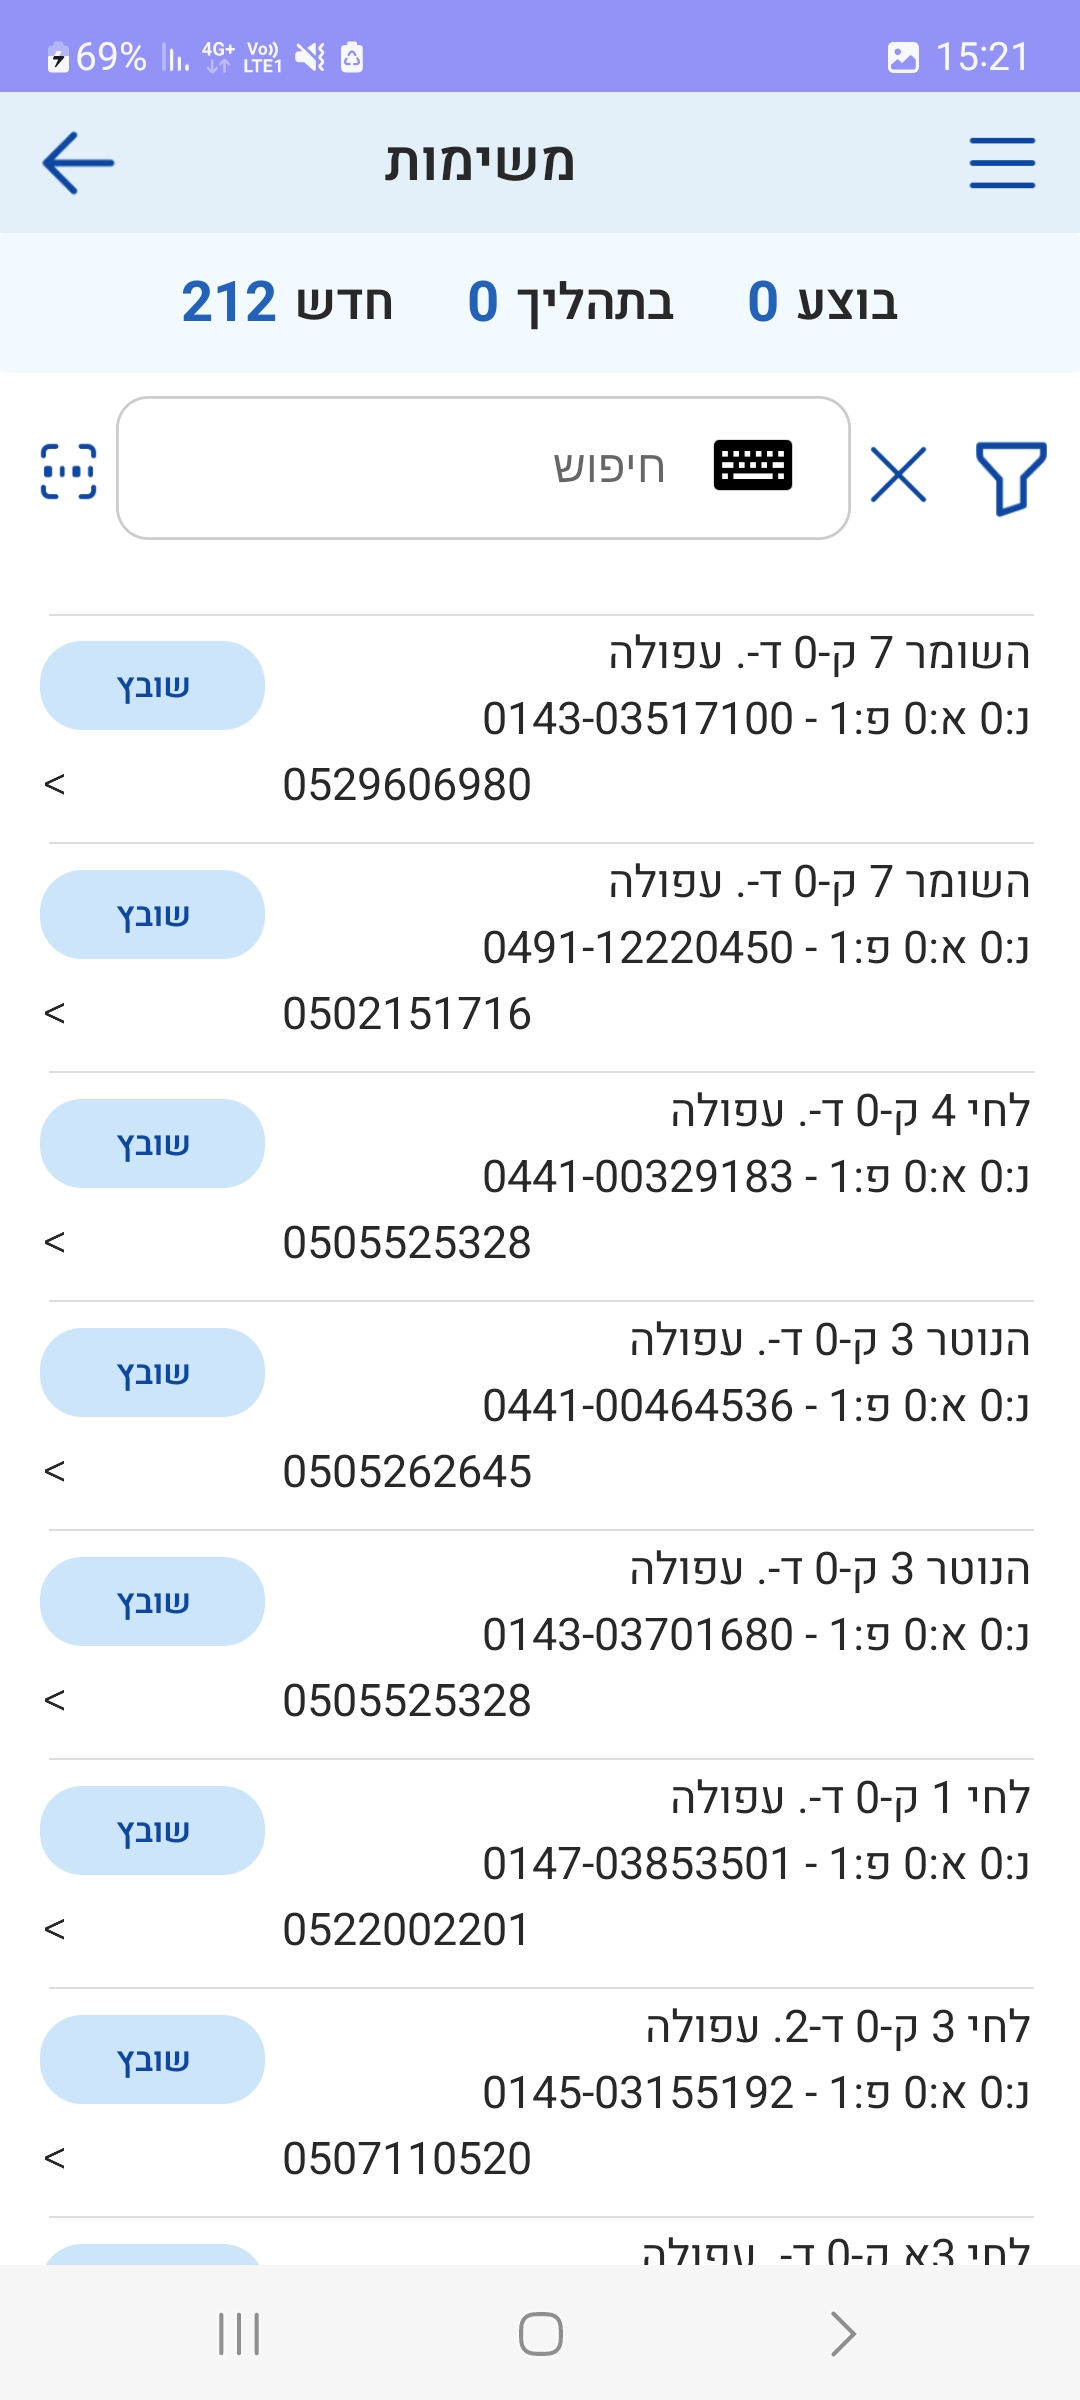 69% 4G+ Vo)) LTE1 15:21
משימות
בוצע 0 בתהליך 0 חדש 212
חיפוש
השומר 7 ק-0 ד-. עפולה
שובץ
נ:0 א:0 פ:1 - 0143-03517100
0529606980
<
השומר 7 ק-0 ד-. עפולה
שובץ
נ:0 א:0 פ:1 - 0491-12220450
0502151716
<
לחי 4 ק-0 ד-. עפולה
שובץ
נ:0 א:0 פ:1 - 0441-00329183
0505525328
<
הנוטר 3 ק-0 ד-. עפולה
שובץ
נ:0 א:0 פ:1 - 0441-00464536
0505262645
<
הנוטר 3 ק-0 ד-. עפולה
שובץ
נ:0 א:0 פ:1 - 0143-03701680
0505525328
<
לחי 1 ק-0 ד-. עפולה
שובץ
נ:0 א:0 פ:1 - 0147-03853501
0522002201
<
לחי 3 ק-0 ד-2. עפולה
שובץ
נ:0 א:0 פ:1 - 0145-03155192
0507110520
<
לחי 3א ק-0 ד-. עפולה